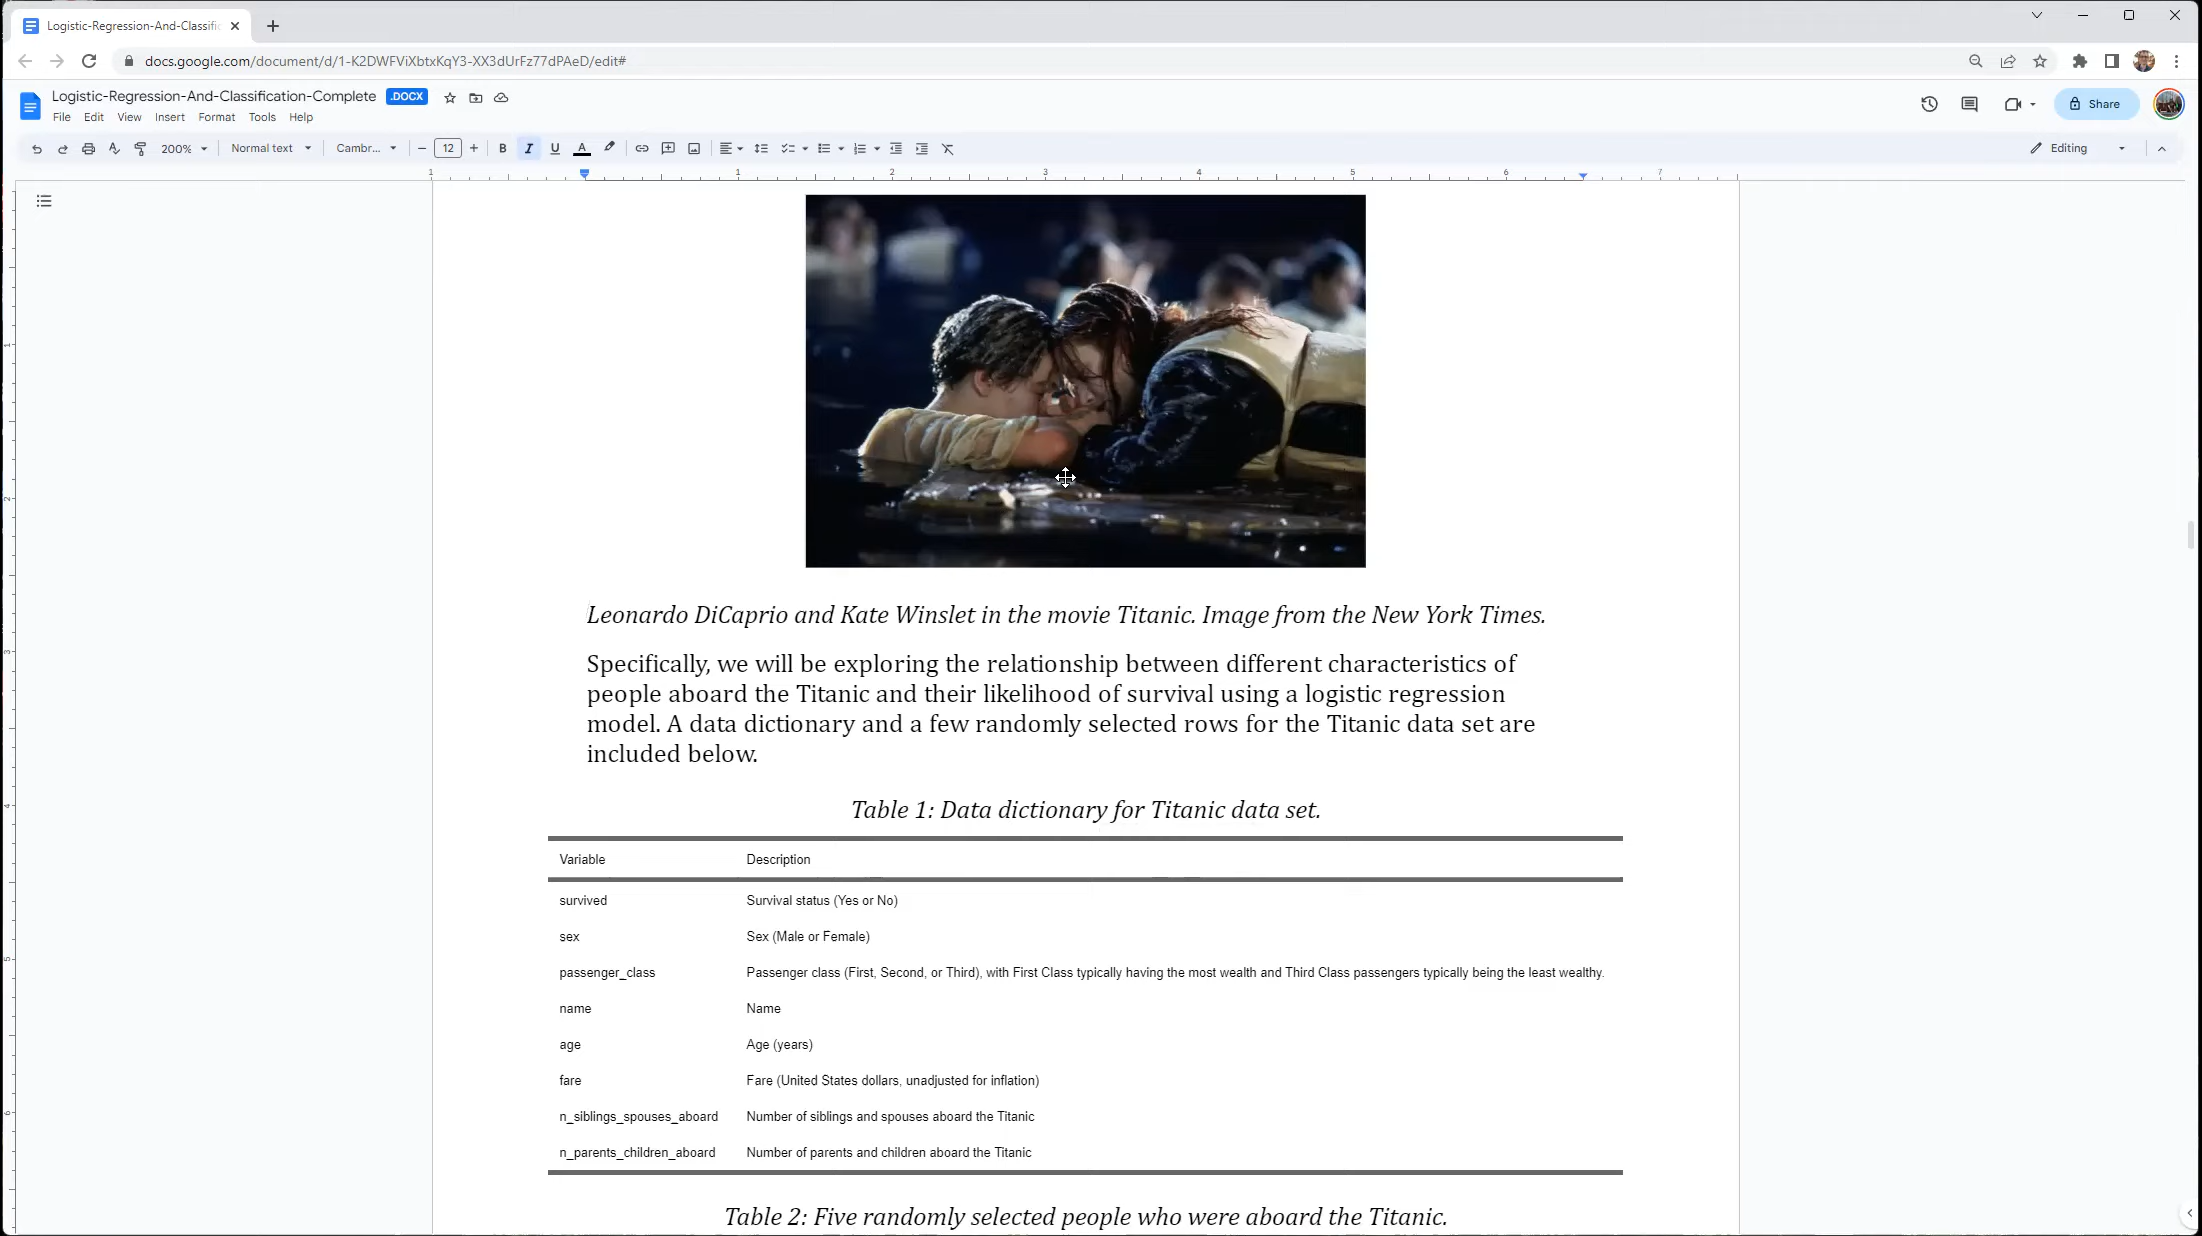 Logistic-Regression-And-Classific
docs.google.com/document/d/1-K2DWFViXbtxKqY3-XX3dUrFz77dPAeD/edit#
Logistic-Regression-And-Classification-Complete .DOCX
Share
File Edit View Insert Format Tools Help
200% Normal text Cambr... − 12 + B I U A Editing
1 1 2 3 4 5 6 7
Leonardo DiCaprio and Kate Winslet in the movie Titanic. Image from the New York Times.
Specifically, we will be exploring the relationship between different characteristics of
people aboard the Titanic and their likelihood of survival using a logistic regression
model. A data dictionary and a few randomly selected rows for the Titanic data set are
included below.
Table 1: Data dictionary for Titanic data set.
Variable Description
survived Survival status (Yes or No)
sex Sex (Male or Female)
passenger_class Passenger class (First, Second, or Third), with First Class typically having the most wealth and Third Class passengers typically being the least wealthy.
name Name
age Age (years)
fare Fare (United States dollars, unadjusted for inflation)
n_siblings_spouses_aboard Number of siblings and spouses aboard the Titanic
n_parents_children_aboard Number of parents and children aboard the Titanic
Table 2: Five randomly selected people who were aboard the Titanic.